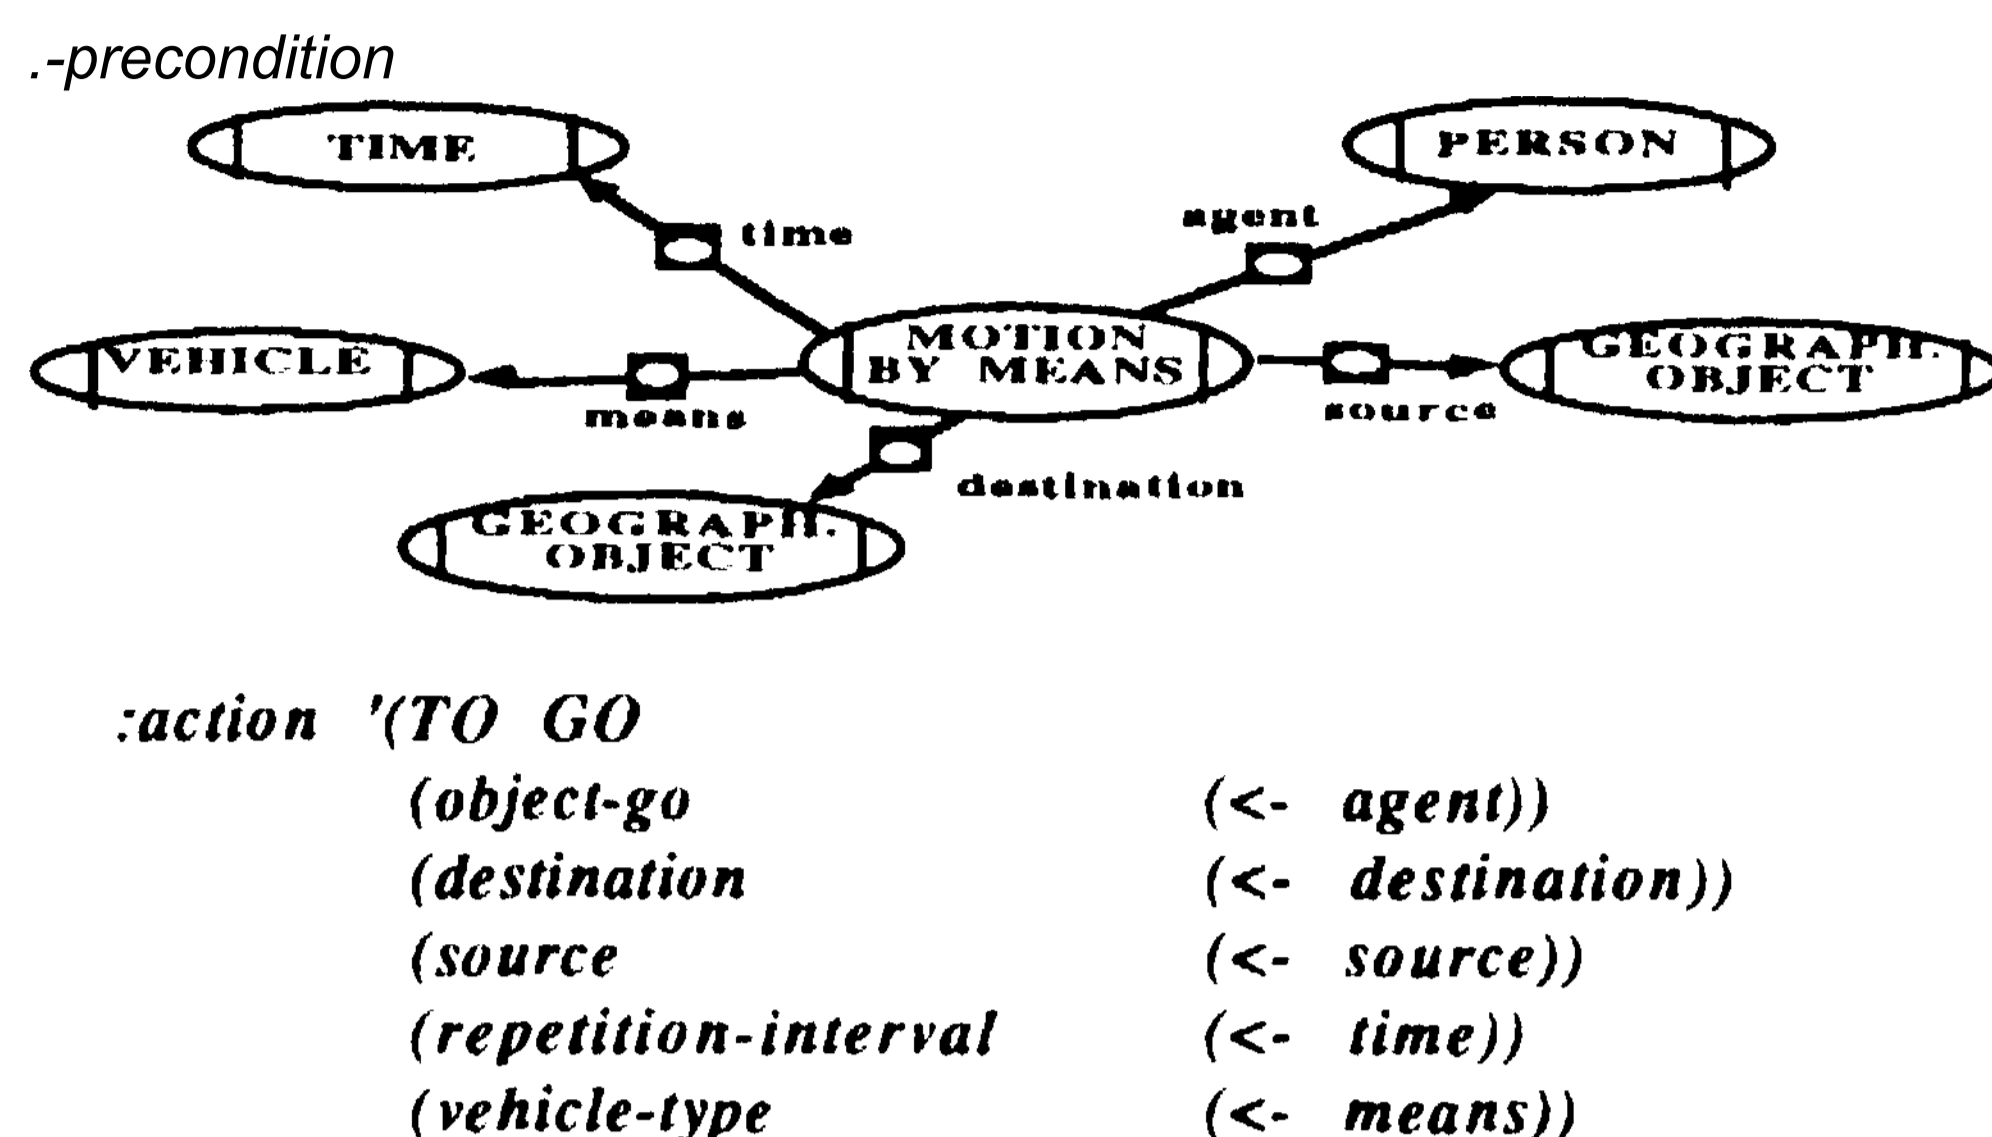 .-precondition
TIME
PERSON
agent
time
MOTION
BY MEANS
VEHICLE
GEOGRAPH.
OBJECT
means
source
destination
GEOGRAPH.
OBJECT
:action '(TO GO
(object-go (<- agent))
(destination (<- destination))
(source (<- source))
(repetition-interval (<- time))
(vehicle-type (<- means))